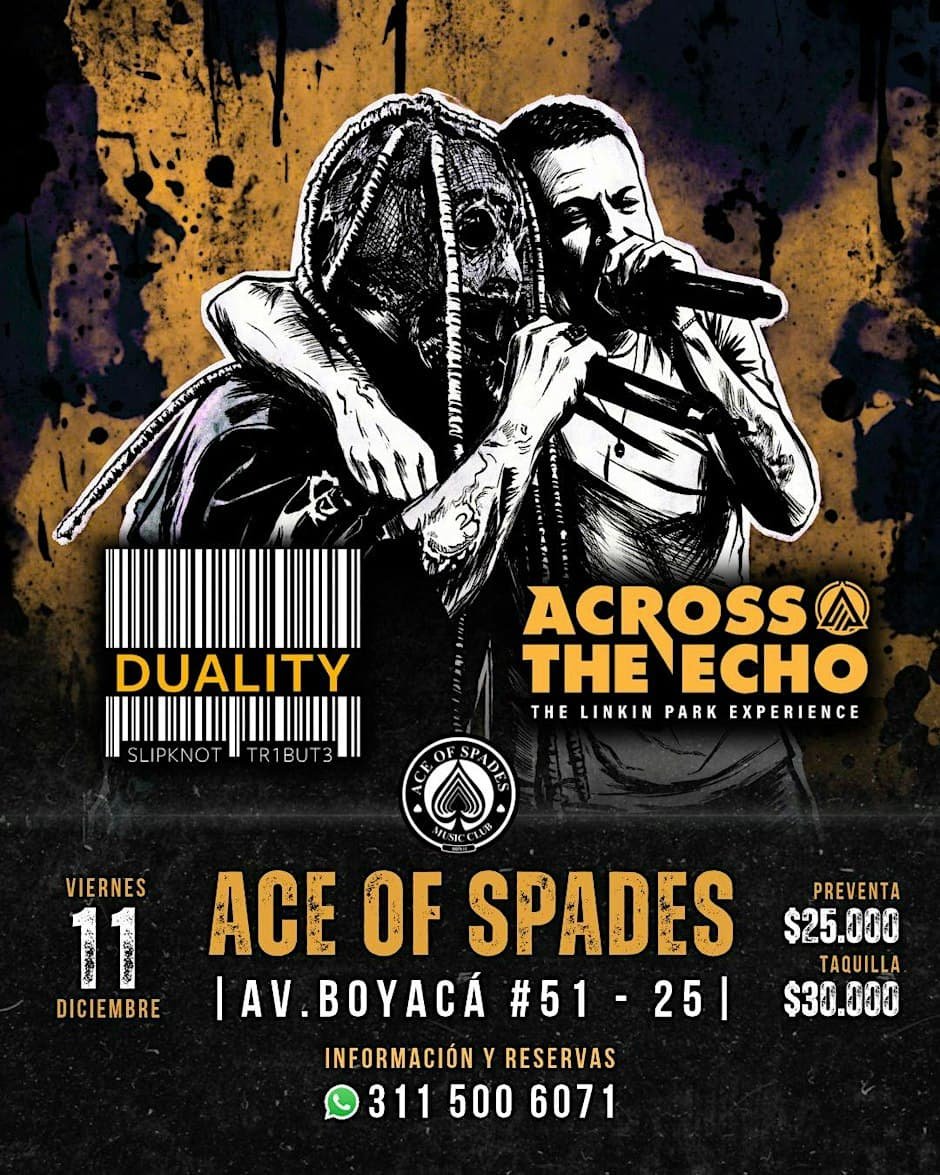 DUALITY
SLIPKNOT TR1BUT3
ACROSS
THE ECHO
THE LINKIN PARK EXPERIENCE
ACE OF SPADES
MUSIC CLUB
VIERNES
11
DICIEMBRE
ACE OF SPADES
|AV.BOYACÁ #51 - 25|
PREVENTA
$25.000
TAQUILLA
$30.000
INFORMACIÓN Y RESERVAS
311 500 6071